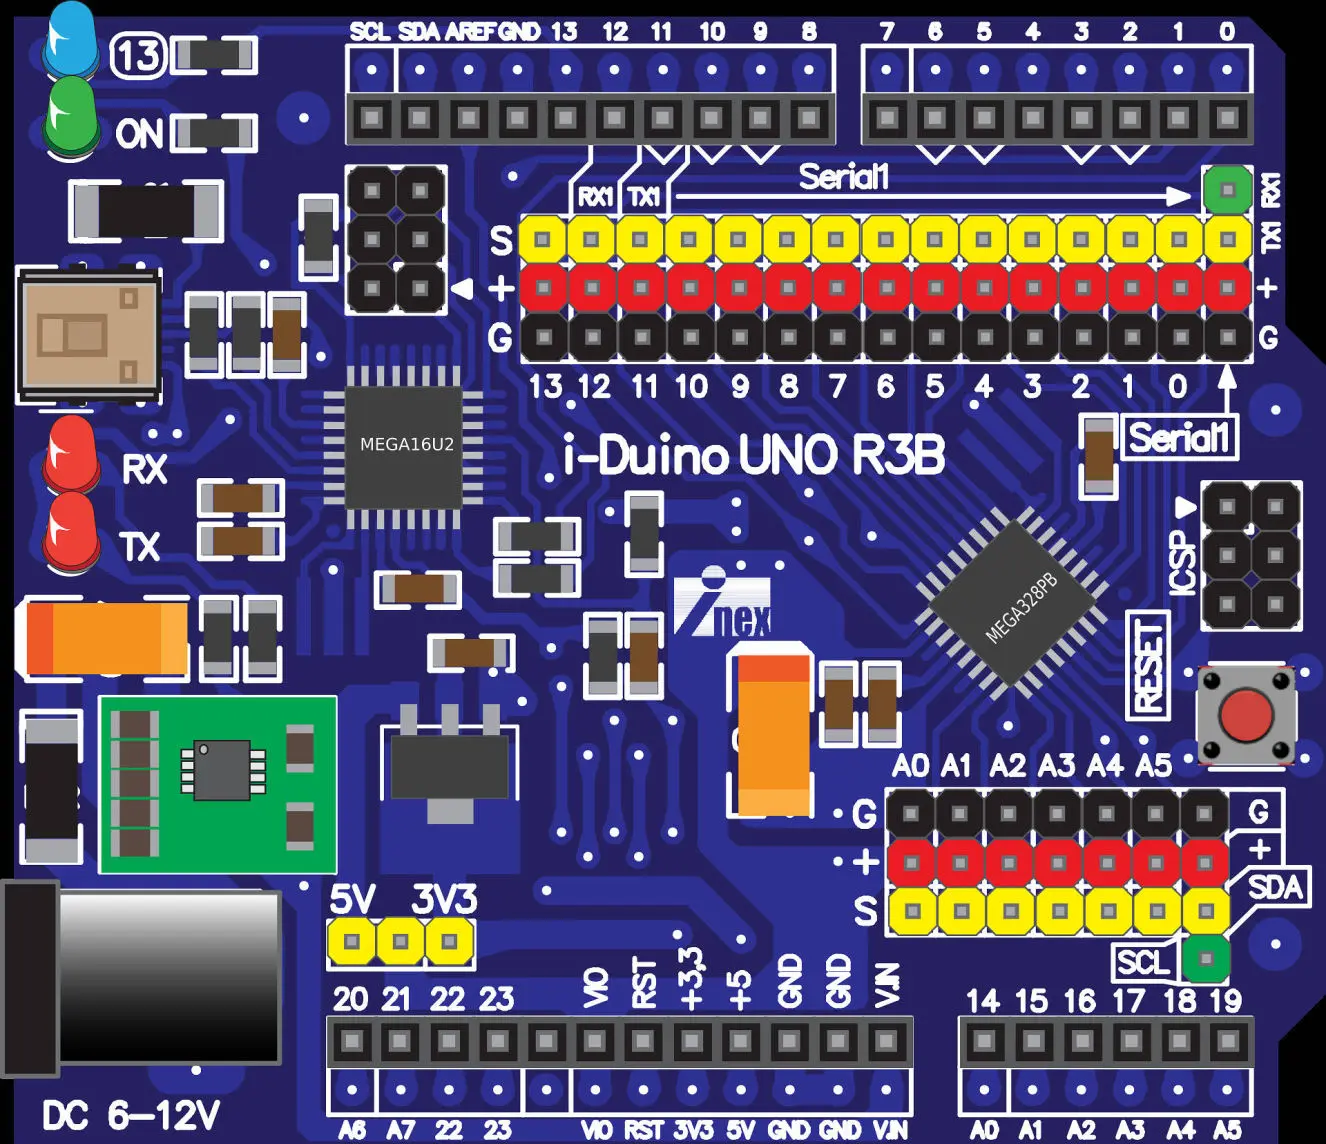 SCL SDA AREF GND 13 12 11 10 9 8 7 6 5 4 3 2 1 0
13
ON
Serial1
RX1 TX1
RX1
TX1
S
+ +
G G
13 12 11 10 9 8 7 6 5 4 3 2 1 0
Serial1
MEGA16U2
i-Duino UNO R3B
RX
TX
ICSP
MEGA328PB
inex
RESET
A0 A1 A2 A3 A4 A5
G G
+ +
S SDA
SCL
5V 3V3
VIO RST +3,3 +5 GND GND V.IN
20 21 22 23 14 15 16 17 18 19
DC 6-12V
A6 A7 22 23 VIO RST 3V3 5V GND GND V.IN A0 A1 A2 A3 A4 A5